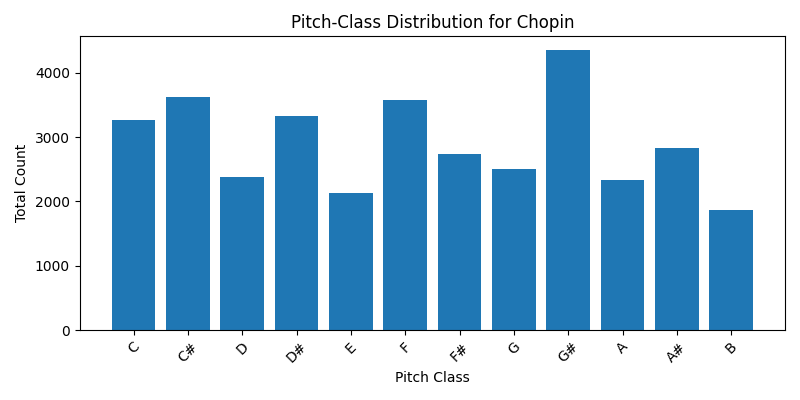 Pitch-Class Distribution for Chopin
Total Count
4000
3000
2000
1000
0
C
C#
D
D#
E
F
F#
G
G#
A
A#
B
Pitch Class